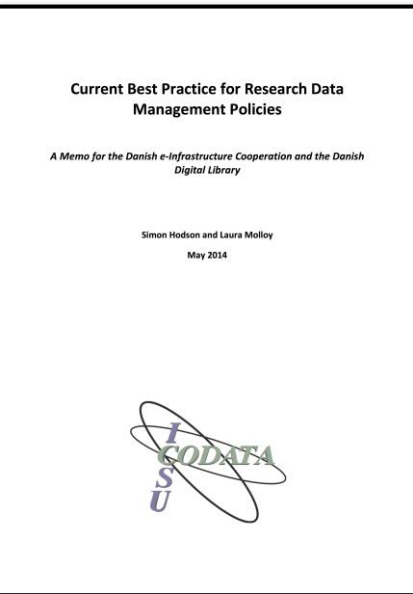 Current Best Practice for Research Data
Management Policies
A Memo for the Danish e-Infrastructure Cooperation and the Danish
Digital Library
Simon Hodson and Laura Molloy
May 2014
ICSU
CODATA